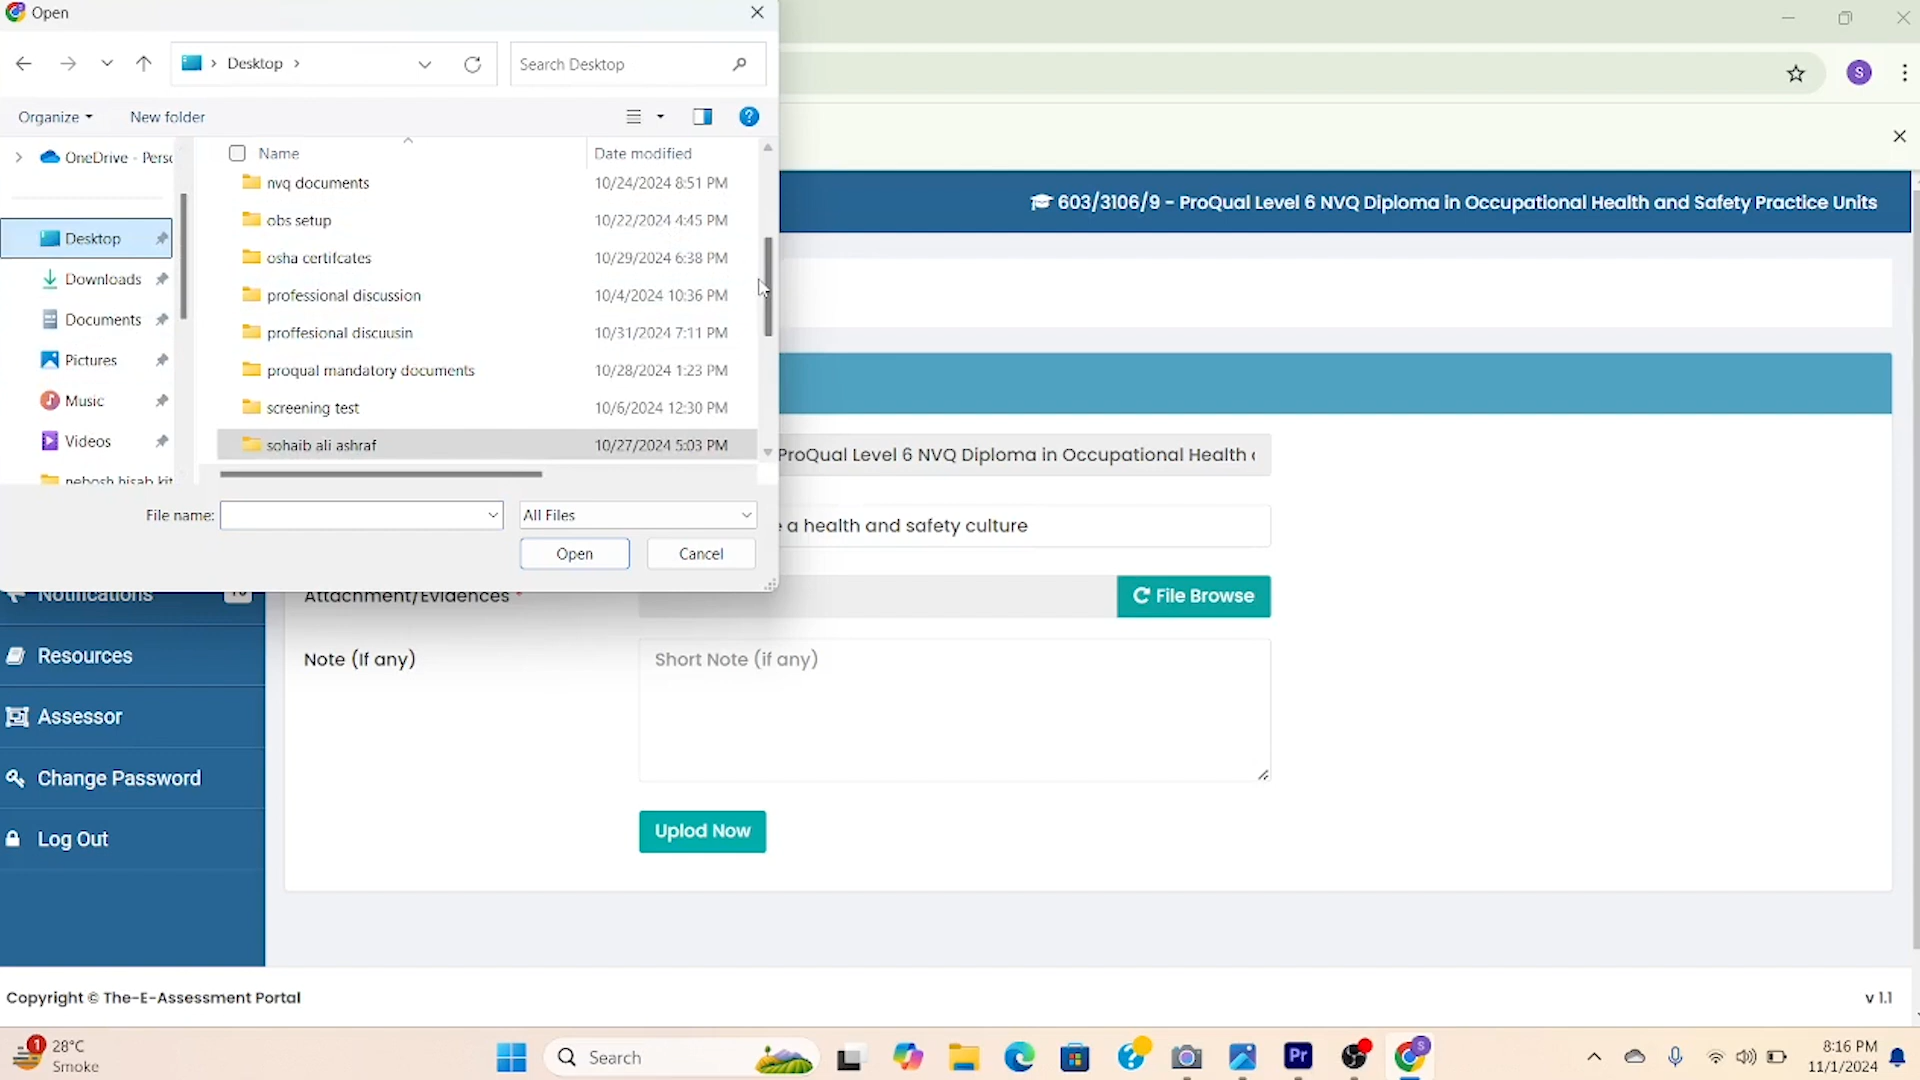 Open
Desktop
Search Desktop
Organize
New folder
OneDrive - Perso
Name
Date modified
nvq documents 10/24/2024 8:51 PM
obs setup 10/22/2024 4:45 PM
Desktop
osha certifcates 10/29/2024 6:38 PM
Downloads
professional discussion 10/4/2024 10:36 PM
Documents
proffesional discuusin 10/31/2024 7:11 PM
Pictures
proqual mandatory documents 10/28/2024 1:23 PM
Music
screening test 10/6/2024 12:30 PM
Videos
sohaib ali ashraf 10/27/2024 5:03 PM
nebosh hisab kit
File name:
All Files
Open
Cancel
603/3106/9 - ProQual Level 6 NVQ Diploma in Occupational Health and Safety Practice Units
S
ProQual Level 6 NVQ Diploma in Occupational Health
a health and safety culture
Attachment/Evidences *
File Browse
Note (If any)
Short Note (if any)
Uplod Now
Notifications
Resources
Assessor
Change Password
Log Out
Copyright © The-E-Assessment Portal
v 1.1
1
28°C
Smoke
Search
Pr
S
8:16 PM
11/1/2024